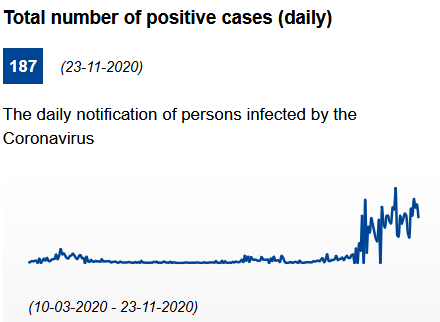 Total number of positive cases (daily)
187 (23-11-2020)
The daily notification of persons infected by the
Coronavirus
(10-03-2020 - 23-11-2020)